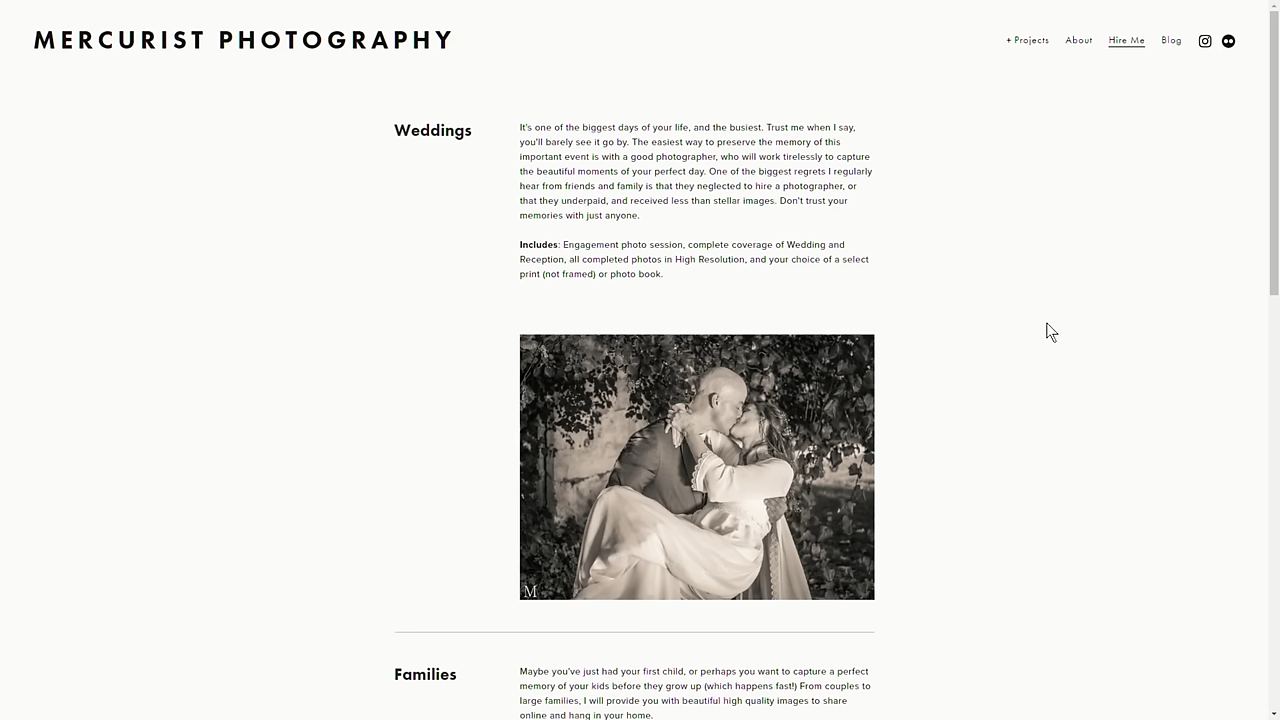 MERCURIST PHOTOGRAPHY
+ Projects About Hire Me Blog
Weddings
It's one of the biggest days of your life, and the busiest. Trust me when I say,
you'll barely see it go by. The easiest way to preserve the memory of this
important event is with a good photographer, who will work tirelessly to capture
the beautiful moments of your perfect day. One of the biggest regrets I regularly
hear from friends and family is that they neglected to hire a photographer, or
that they underpaid, and received less than stellar images. Don't trust your
memories with just anyone.
Includes: Engagement photo session, complete coverage of Wedding and
Reception, all completed photos in High Resolution, and your choice of a select
print (not framed) or photo book.
M
Families
Maybe you've just had your first child, or perhaps you want to capture a perfect
memory of your kids before they grow up (which happens fast!) From couples to
large families, I will provide you with beautiful high quality images to share
online and hang in your home.